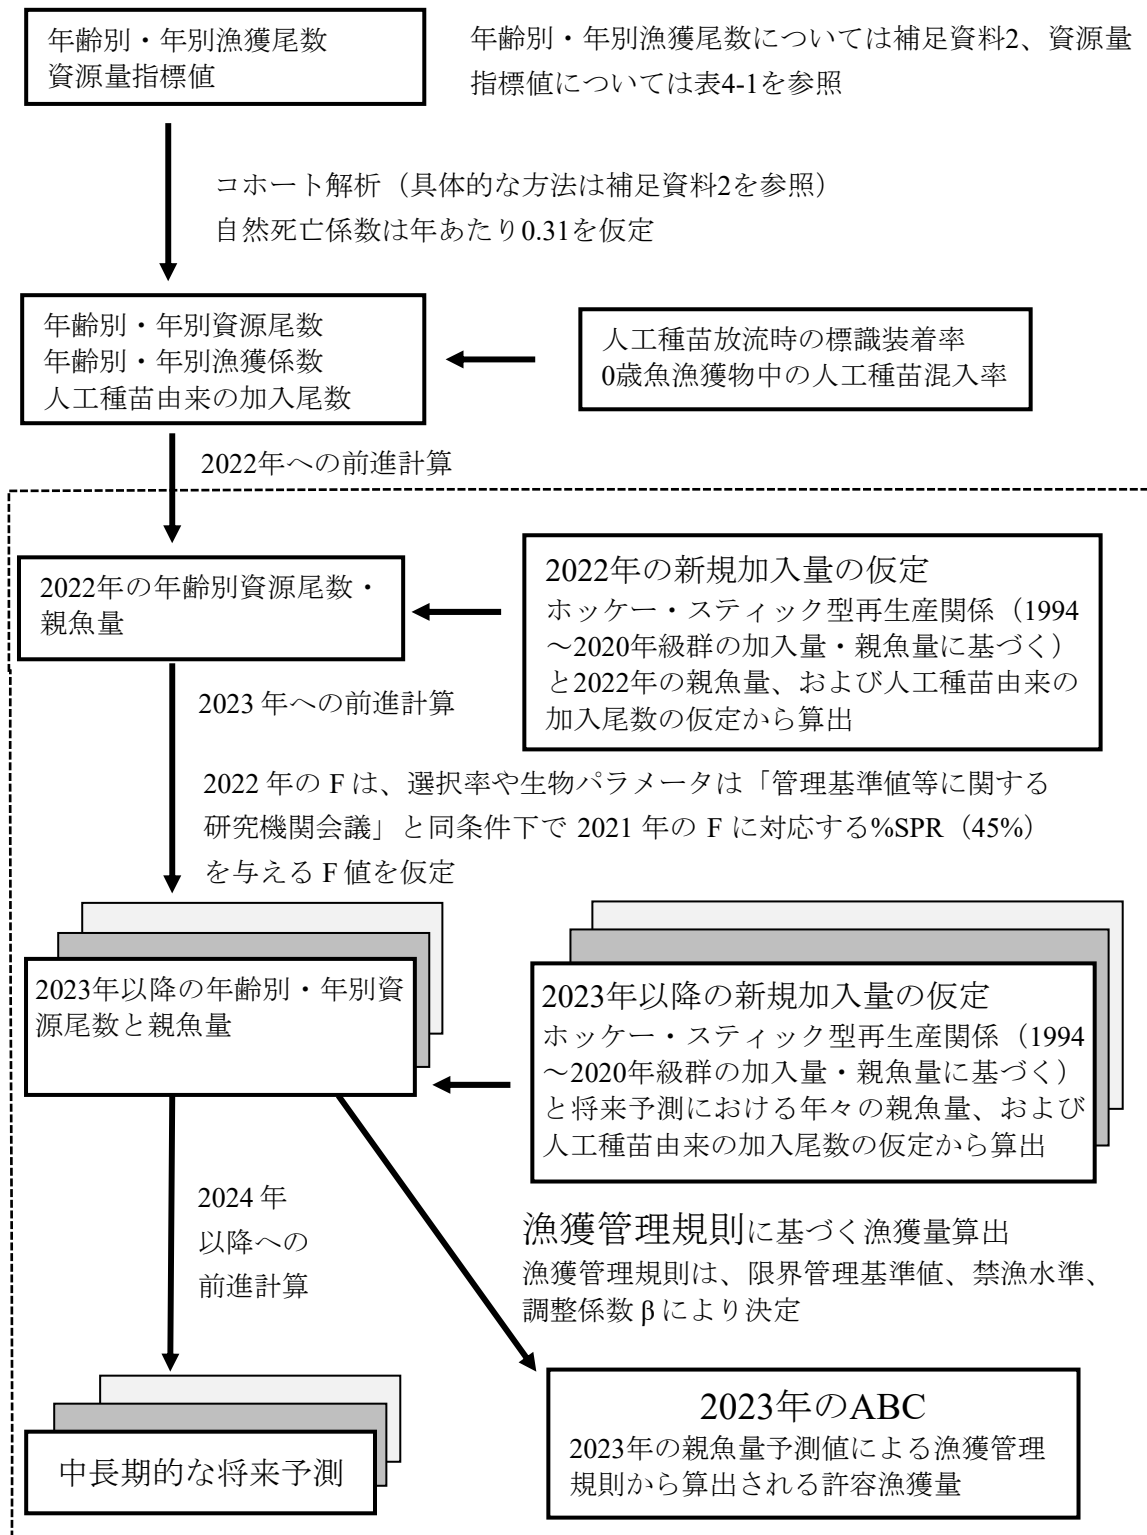 年齢別・年別漁獲尾数
資源量指標値
年齢別・年別漁獲尾数については補足資料2、資源量
指標値については表4-1を参照
コホート解析（具体的な方法は補足資料2を参照）
自然死亡係数は年あたり0.31を仮定
年齢別・年別資源尾数
年齢別・年別漁獲係数
人工種苗由来の加入尾数
人工種苗放流時の標識装着率
0歳魚漁獲物中の人工種苗混入率
2022年への前進計算
2022年の年齢別資源尾数・
親魚量
2022年の新規加入量の仮定
ホッケー・スティック型再生産関係（1994
～2020年級群の加入量・親魚量に基づく）
と2022年の親魚量、および人工種苗由来の
加入尾数の仮定から算出
2023 年への前進計算
2022 年の F は、選択率や生物パラメータは「管理基準値等に関する
研究機関会議」と同条件下で 2021 年の F に対応する%SPR（45%）
を与える F 値を仮定
2023年以降の年齢別・年別資
源尾数と親魚量
2023年以降の新規加入量の仮定
ホッケー・スティック型再生産関係（1994
～2020年級群の加入量・親魚量に基づく）
と将来予測における年々の親魚量、および
人工種苗由来の加入尾数の仮定から算出
2024 年
以降への
前進計算
漁獲管理規則に基づく漁獲量算出
漁獲管理規則は、限界管理基準値、禁漁水準、
調整係数 β により決定
中長期的な将来予測
2023年のABC
2023年の親魚量予測値による漁獲管理
規則から算出される許容漁獲量